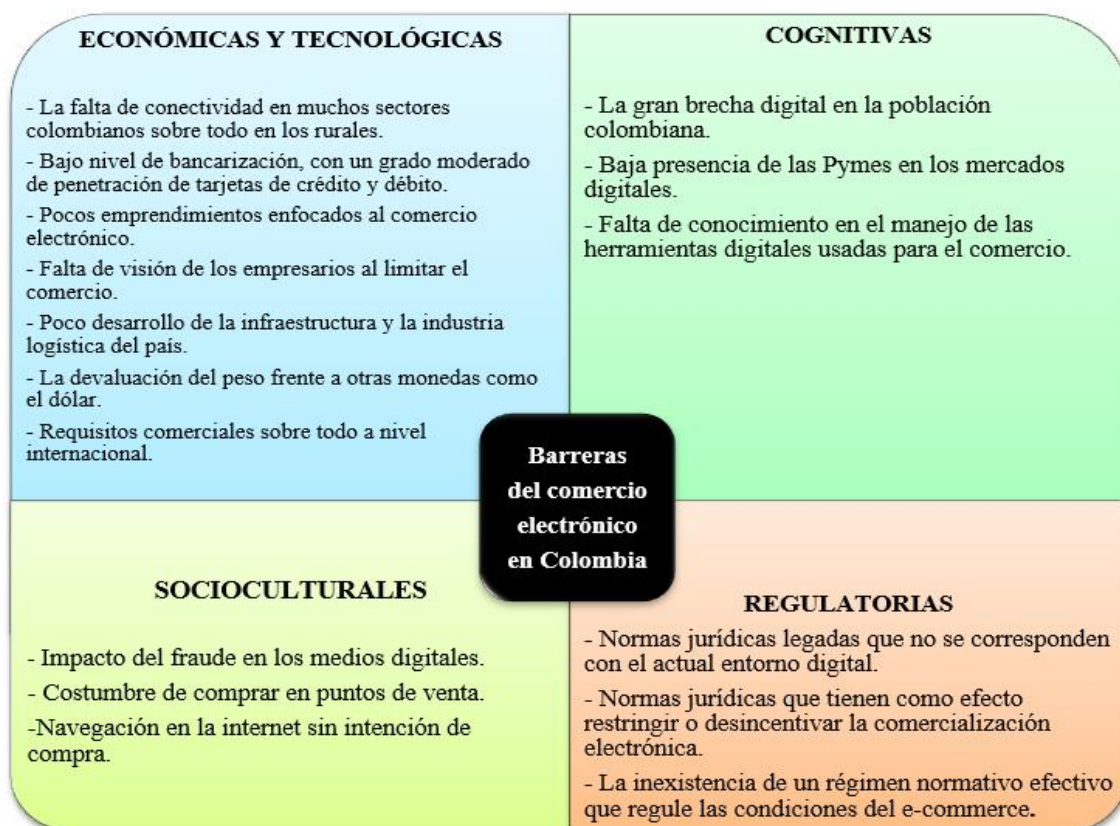 ECONÓMICAS Y TECNOLÓGICAS
- La falta de conectividad en muchos sectores
colombianos sobre todo en los rurales.
- Bajo nivel de bancarización, con un grado moderado
de penetración de tarjetas de crédito y débito.
- Pocos emprendimientos enfocados al comercio
electrónico.
- Falta de visión de los empresarios al limitar el
comercio.
- Poco desarrollo de la infraestructura y la industria
logística del país.
- La devaluación del peso frente a otras monedas como
el dólar.
- Requisitos comerciales sobre todo a nivel
internacional.
COGNITIVAS
- La gran brecha digital en la población
colombiana.
- Baja presencia de las Pymes en los mercados
digitales.
- Falta de conocimiento en el manejo de las
herramientas digitales usadas para el comercio.
Barreras
del comercio
electrónico
en Colombia
SOCIOCULTURALES
- Impacto del fraude en los medios digitales.
- Costumbre de comprar en puntos de venta.
-Navegación en la internet sin intención de
compra.
REGULATORIAS
- Normas jurídicas legadas que no se corresponden
con el actual entorno digital.
- Normas jurídicas que tienen como efecto
restringir o desincentivar la comercialización
electrónica.
- La inexistencia de un régimen normativo efectivo
que regule las condiciones del e-commerce.